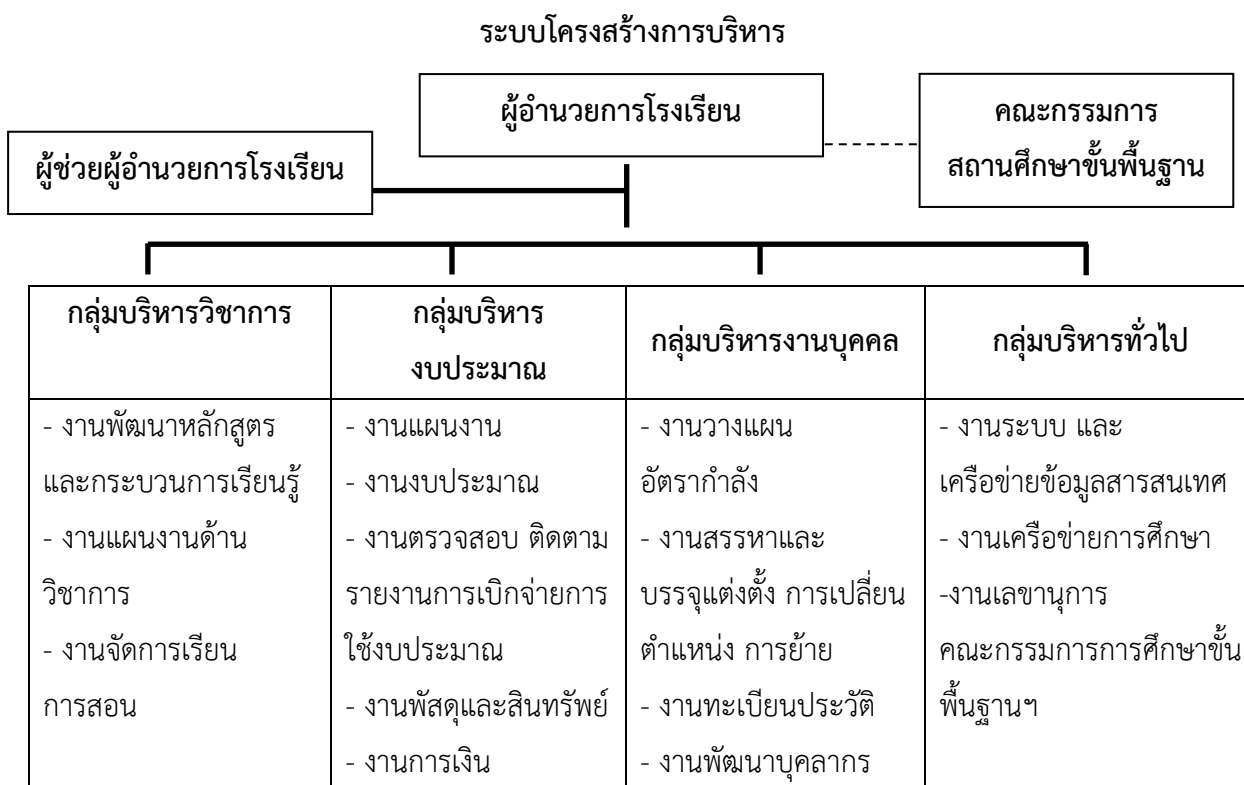 ระบบโครงสร้างการบริหาร
ผู้อำนวยการโรงเรียน
คณะกรรมการ
สถานศึกษาขั้นพื้นฐาน
ผู้ช่วยผู้อำนวยการโรงเรียน
กลุ่มบริหารวิชาการ
กลุ่มบริหาร
งบประมาณ
กลุ่มบริหารงานบุคคล
กลุ่มบริหารทั่วไป
- งานพัฒนาหลักสูตร
และกระบวนการเรียนรู้
- งานแผนงานด้าน
วิชาการ
- งานจัดการเรียน
การสอน
- งานแผนงาน
- งานงบประมาณ
- งานตรวจสอบ ติดตาม
รายงานการเบิกจ่ายการ
ใช้งบประมาณ
- งานพัสดุและสินทรัพย์
- งานการเงิน
- งานวางแผน
อัตรากำลัง
- งานสรรหาและ
บรรจุแต่งตั้ง การเปลี่ยน
ตำแหน่ง การย้าย
- งานทะเบียนประวัติ
- งานพัฒนาบุคลากร
- งานระบบ และ
เครือข่ายข้อมูลสารสนเทศ
- งานเครือข่ายการศึกษา
-งานเลขานุการ
คณะกรรมการการศึกษาขั้น
พื้นฐานฯ